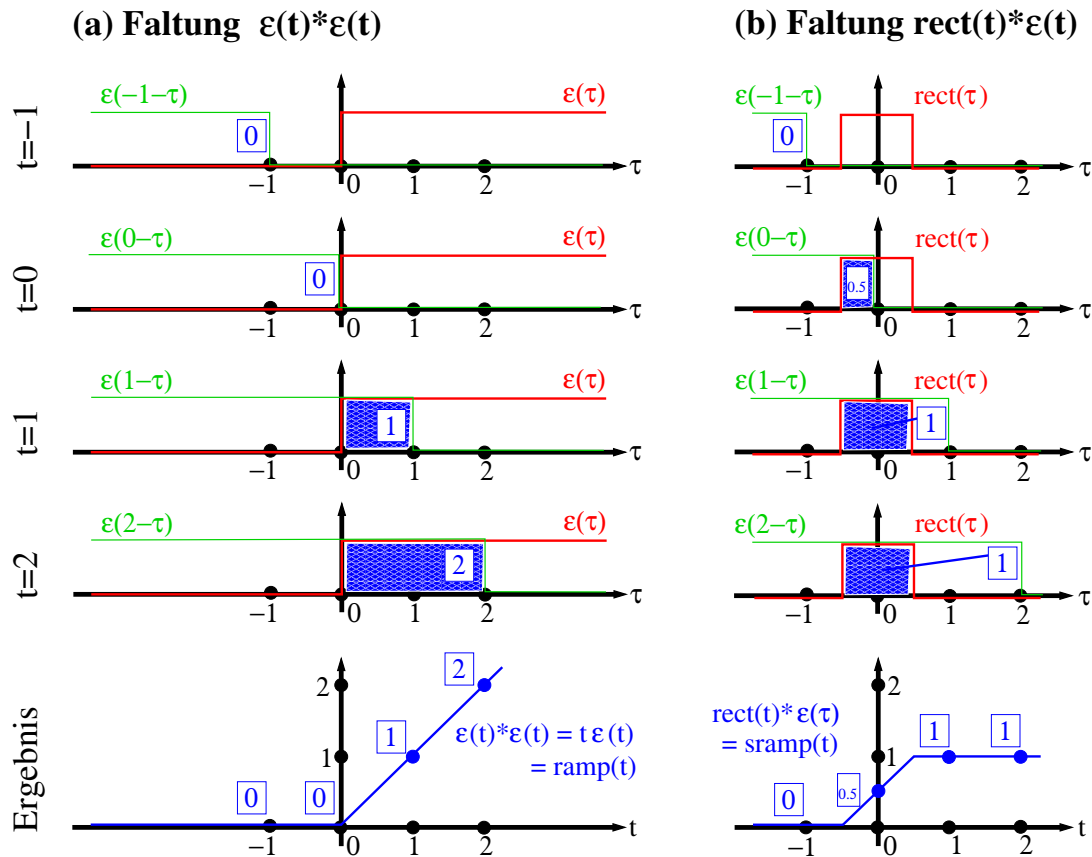 (a) Faltung ε(t)*ε(t)
(b) Faltung rect(t)*ε(t)
t=−1
ε(−1−τ)
0
ε(τ)
−1
0
1
2
τ
ε(−1−τ)
0
rect(τ)
−1
0
1
2
τ
t=0
ε(0−τ)
0
ε(τ)
−1
0
1
2
τ
ε(0−τ)
0.5
rect(τ)
−1
0
1
2
τ
t=1
ε(1−τ)
1
ε(τ)
−1
0
1
2
τ
ε(1−τ)
1
rect(τ)
−1
0
1
2
τ
t=2
ε(2−τ)
2
ε(τ)
−1
0
1
2
τ
ε(2−τ)
1
rect(τ)
−1
0
1
2
τ
Ergebnis
2
1
0
0
1
2
ε(t)*ε(t) = t ε(t)
= ramp(t)
−1
0
1
2
t
2
1
rect(t)*ε(τ)
= sramp(t)
0
0.5
1
1
−1
0
1
2
t